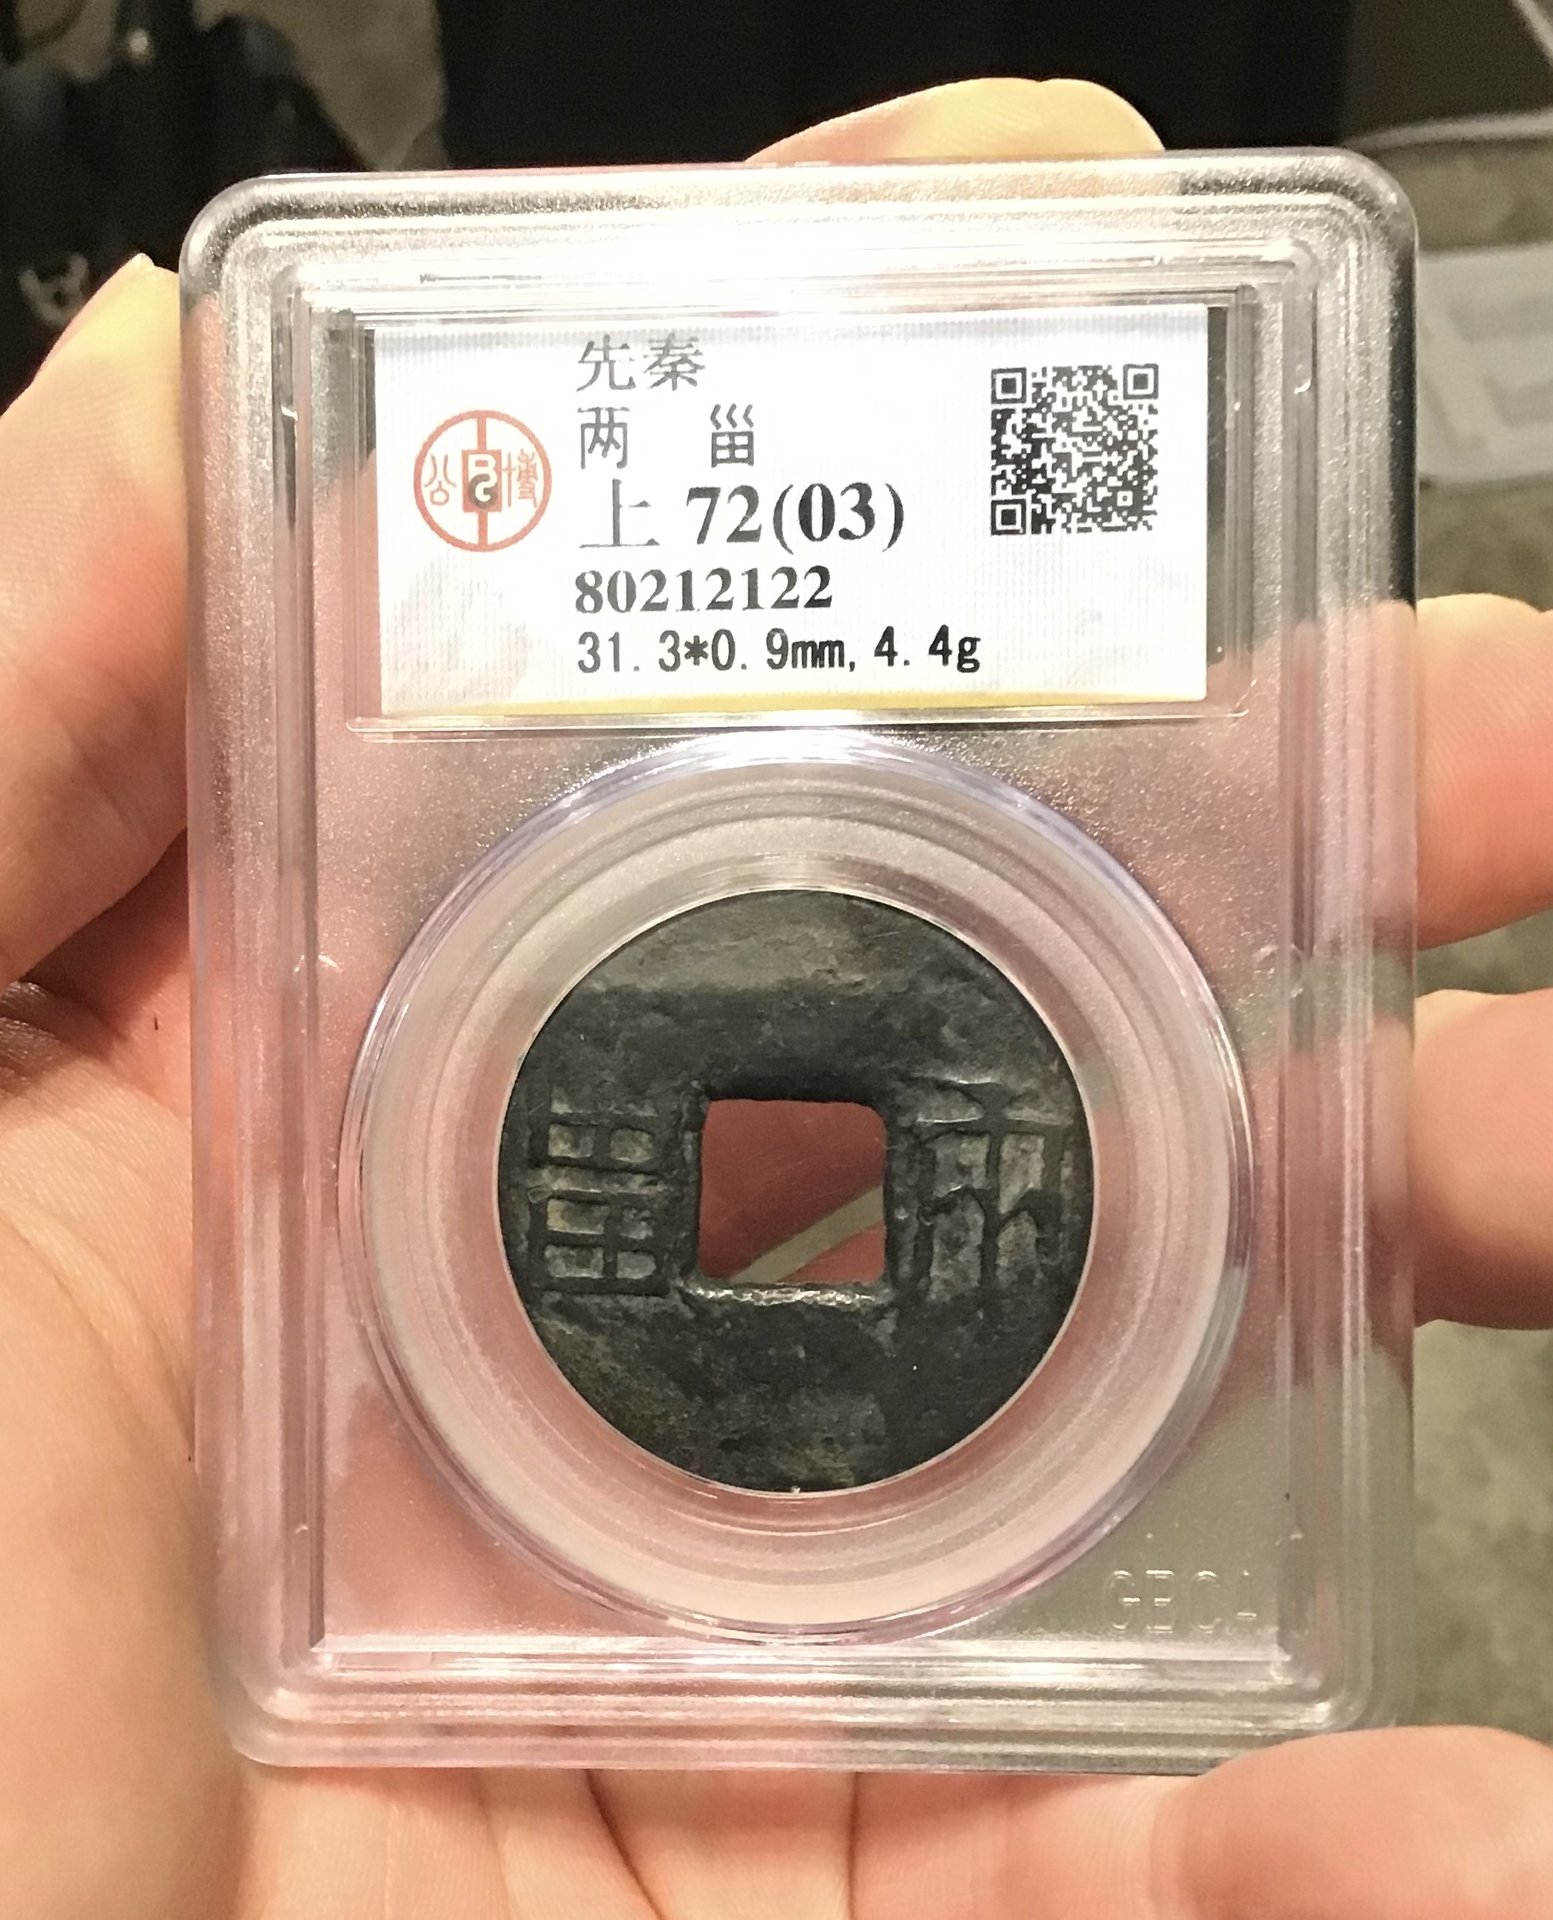 先秦
两 甾
公 博
BG
上 72(03)
80212122
31.3*0.9mm,4.4g
两 甾
GBCA